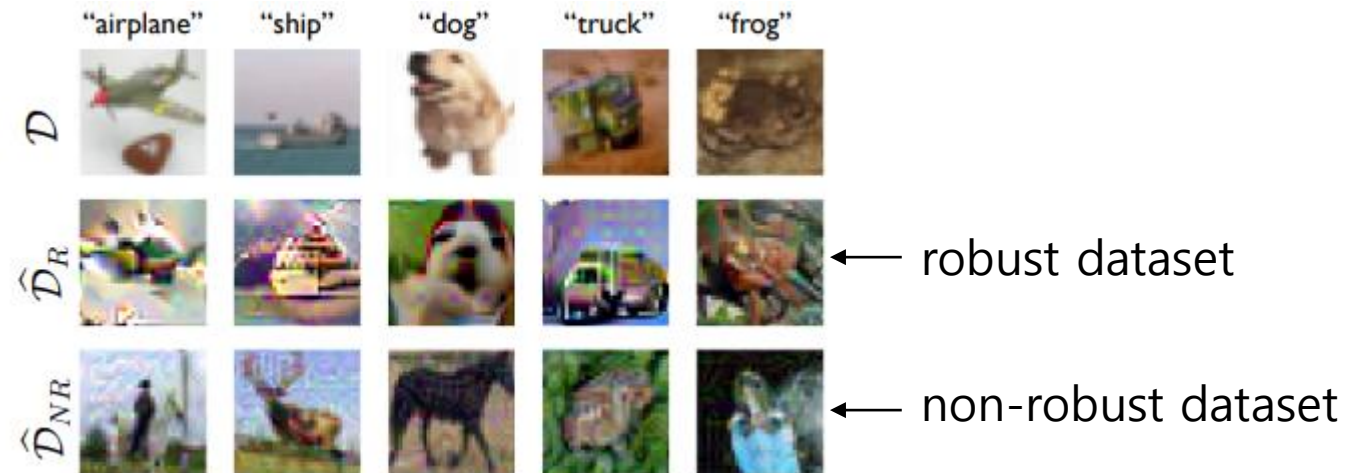 “airplane” “ship” “dog” “truck” “frog”
𝒟
𝒟̂_R ← robust dataset
𝒟̂_NR ← non-robust dataset